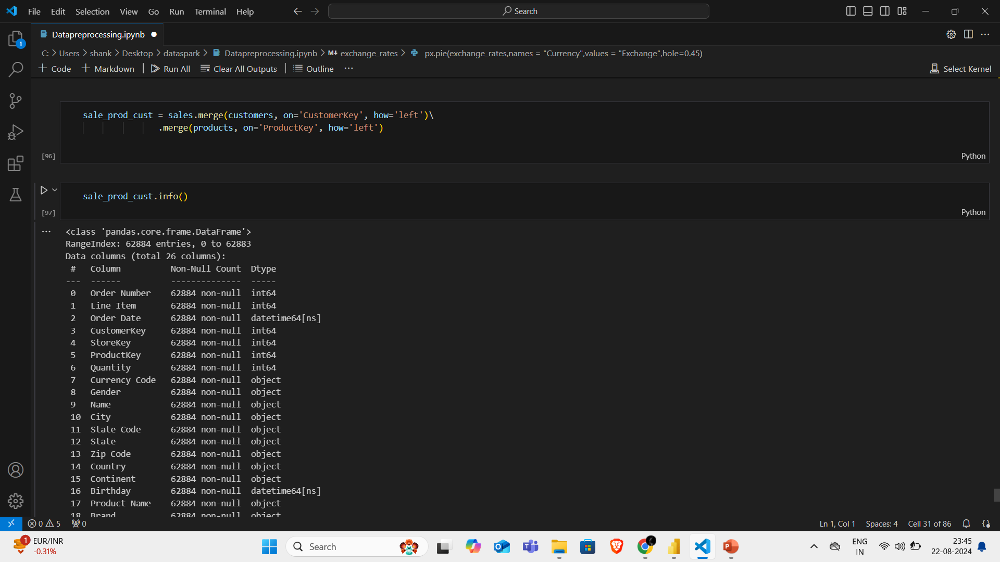 File Edit Selection View Go Run Terminal Help
Search
Datapreprocessing.ipynb
1
C: > Users > shank > Desktop > dataspark > Datapreprocessing.ipynb > M↓ exchange_rates > px.pie(exchange_rates,names = "Currency",values = "Exchange",hole=0.45)
+ Code + Markdown Run All Clear All Outputs Outline ...
Select Kernel
sale_prod_cust = sales.merge(customers, on='CustomerKey', how='left')\
.merge(products, on='ProductKey', how='left')
[96]
Python
sale_prod_cust.info()
[97]
Python
<class 'pandas.core.frame.DataFrame'>
RangeIndex: 62884 entries, 0 to 62883
Data columns (total 26 columns):
# Column Non-Null Count Dtype
--- ------ -------------- -----
0 Order Number 62884 non-null int64
1 Line Item 62884 non-null int64
2 Order Date 62884 non-null datetime64[ns]
3 CustomerKey 62884 non-null int64
4 StoreKey 62884 non-null int64
5 ProductKey 62884 non-null int64
6 Quantity 62884 non-null int64
7 Currency Code 62884 non-null object
8 Gender 62884 non-null object
9 Name 62884 non-null object
10 City 62884 non-null object
11 State Code 62884 non-null object
12 State 62884 non-null object
13 Zip Code 62884 non-null object
14 Country 62884 non-null object
15 Continent 62884 non-null object
16 Birthday 62884 non-null datetime64[ns]
17 Product Name 62884 non-null object
18 Brand 62884 non-null object
0 5 0
Ln 1, Col 1 Spaces: 4 Cell 31 of 86
1 EUR/INR
-0.31%
Search
ENG
IN
23:45
22-08-2024